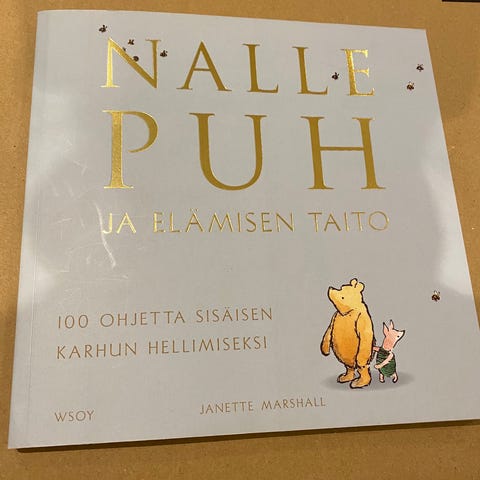 NALLE
PUH
JA ELÄMISEN TAITO
100 OHJETTA SISÄISEN
KARHUN HELLIMISEKSI
WSOY
JANETTE MARSHALL